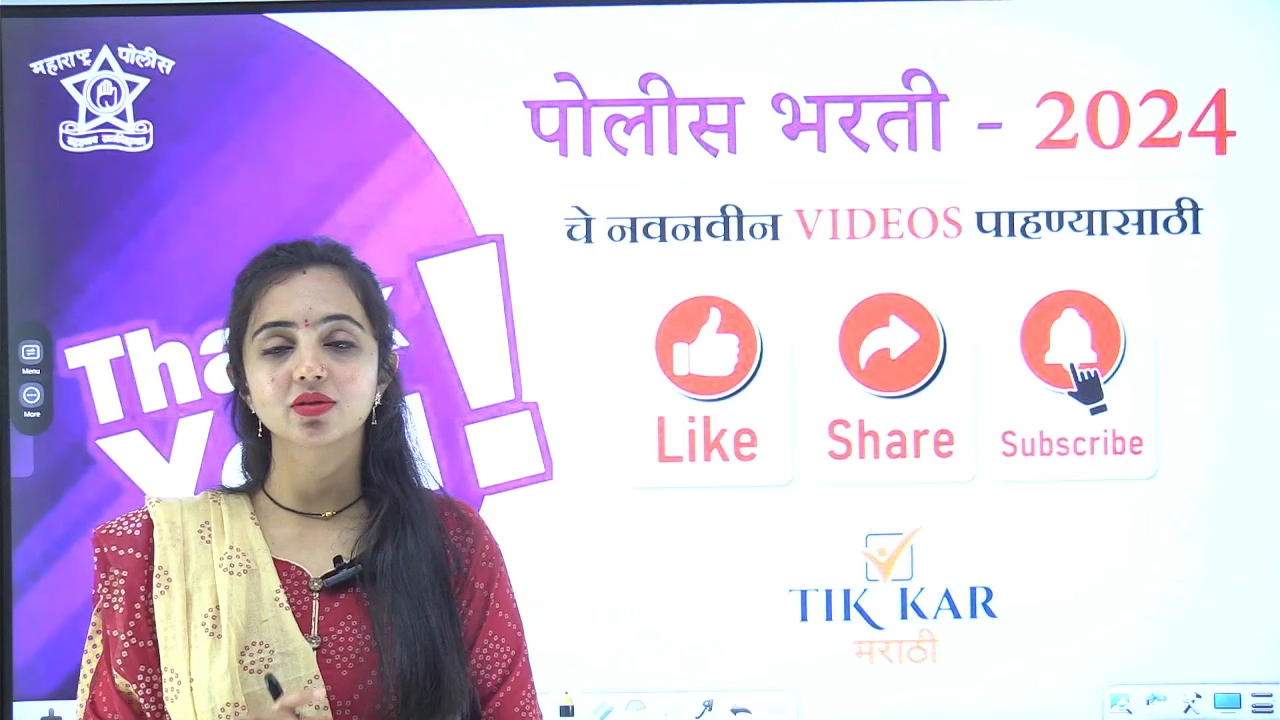 महाराष्ट्र पोलीस
पोलीस भरती - 2024
चे नवनवीन VIDEOS पाहण्यासाठी
Menu
More
Like
Share
Subscribe
TIK KAR
मराठी